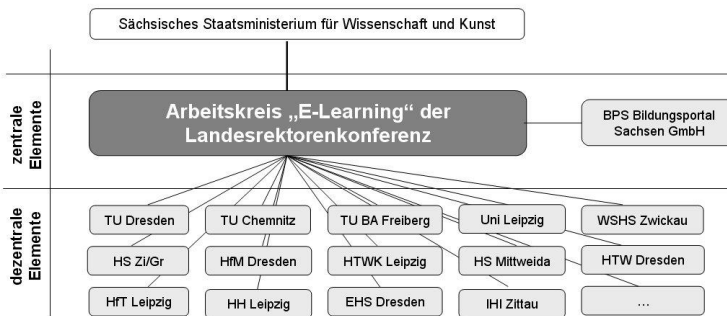 Sächsisches Staatsministerium für Wissenschaft und Kunst
zentrale
Elemente
Arbeitskreis „E-Learning“ der
Landesrektorenkonferenz
BPS Bildungsportal
Sachsen GmbH
dezentrale
Elemente
TU Dresden
TU Chemnitz
TU BA Freiberg
Uni Leipzig
WSHS Zwickau
HS Zi/Gr
HfM Dresden
HTWK Leipzig
HS Mittweida
HTW Dresden
HfT Leipzig
HH Leipzig
EHS Dresden
IHI Zittau
...